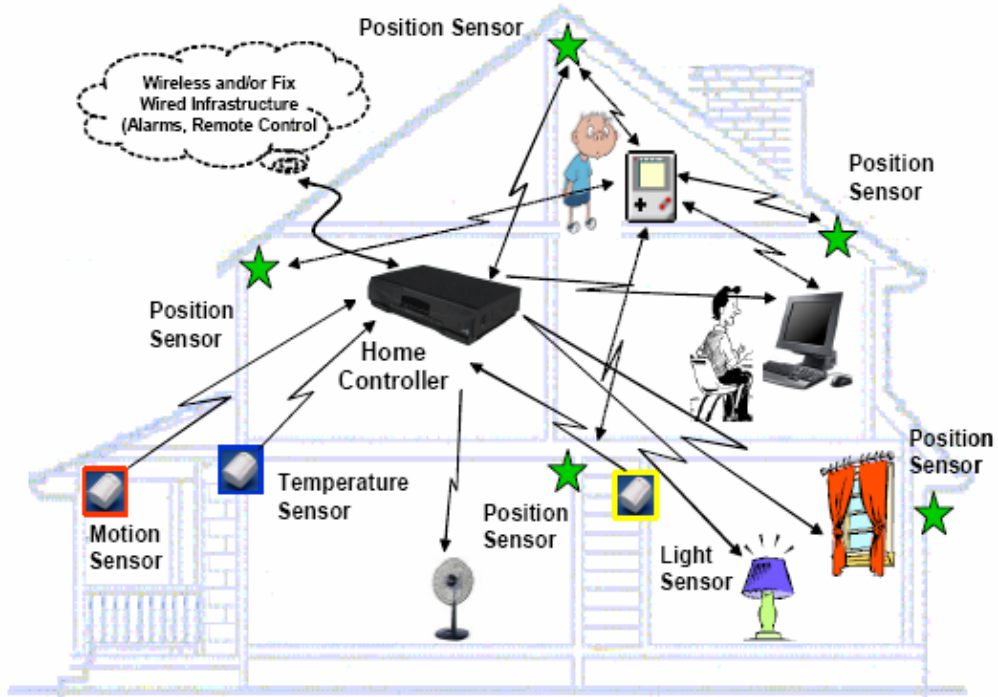 Position Sensor
Wireless and/or Fix
Wired Infrastructure
(Alarms, Remote Control
Position
Sensor
Position
Sensor
Home
Controller
Position
Sensor
Temperature
Sensor
Motion
Sensor
Position
Sensor
Light
Sensor